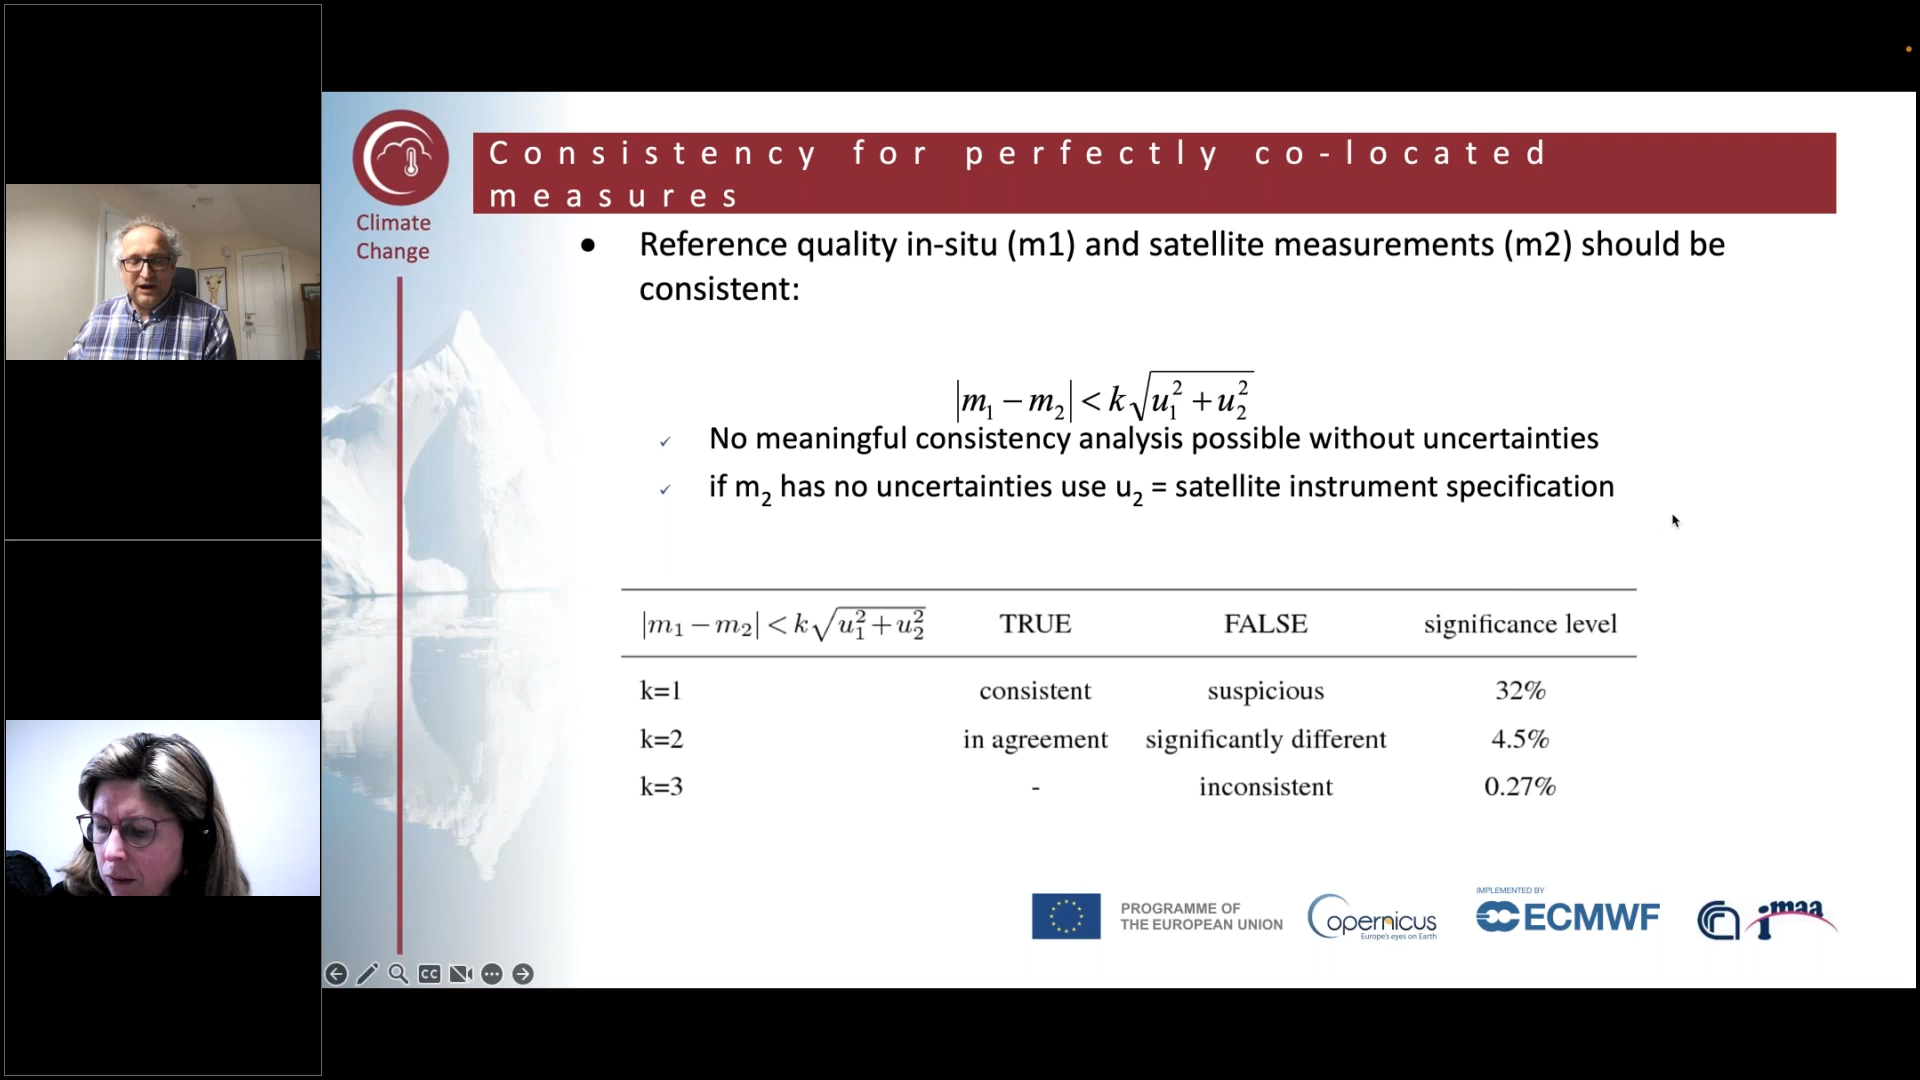 Climate
Change
Consistency for perfectly co-located
measures
● Reference quality in-situ (m1) and satellite measurements (m2) should be
consistent:
|m₁ − m₂| < k√(u₁² + u₂²)
✓ No meaningful consistency analysis possible without uncertainties
✓ if m₂ has no uncertainties use u₂ = satellite instrument specification
|m₁ − m₂| < k√(u₁² + u₂²) TRUE FALSE significance level
k=1 consistent suspicious 32%
k=2 in agreement significantly different 4.5%
k=3 - inconsistent 0.27%
PROGRAMME OF
THE EUROPEAN UNION
opernicus
Europe's eyes on Earth
IMPLEMENTED BY
ECMWF
imaa
CC